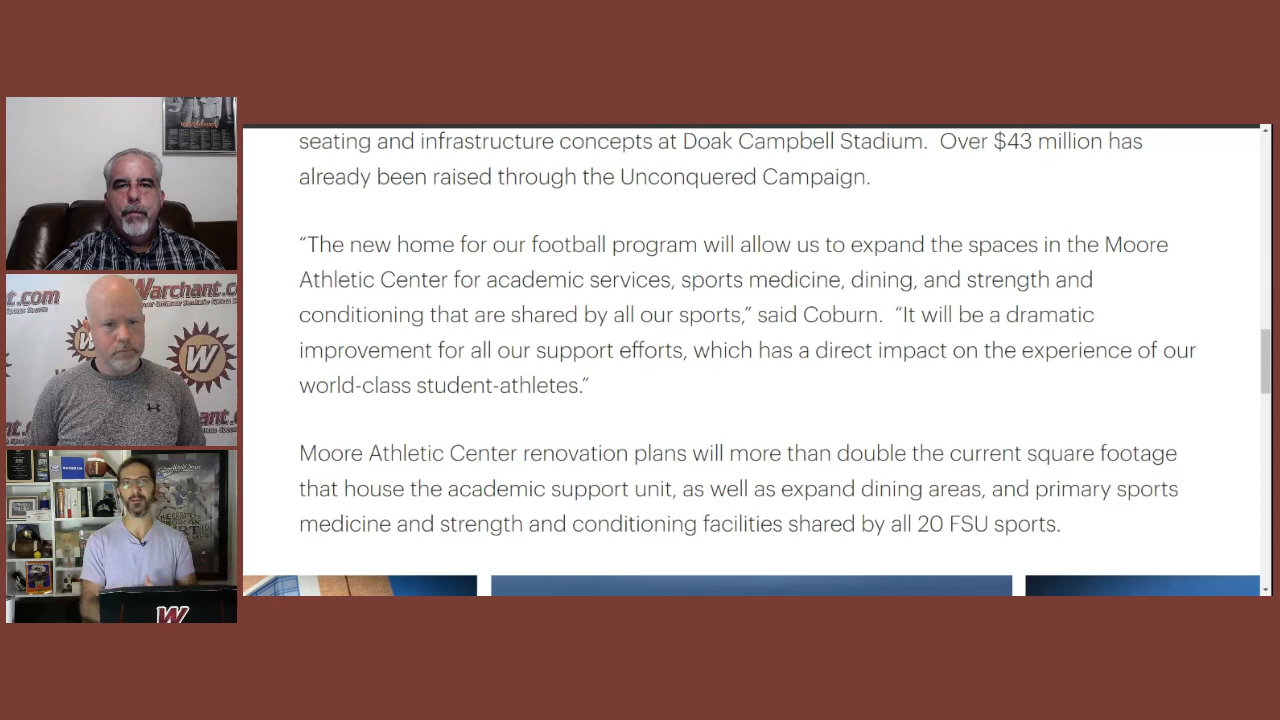 seating and infrastructure concepts at Doak Campbell Stadium.  Over $43 million has
already been raised through the Unconquered Campaign.
“The new home for our football program will allow us to expand the spaces in the Moore
Athletic Center for academic services, sports medicine, dining, and strength and
conditioning that are shared by all our sports,” said Coburn.  “It will be a dramatic
improvement for all our support efforts, which has a direct impact on the experience of our
world-class student-athletes.”
Moore Athletic Center renovation plans will more than double the current square footage
that house the academic support unit, as well as expand dining areas, and primary sports
medicine and strength and conditioning facilities shared by all 20 FSU sports.
Warchant.com
W
W